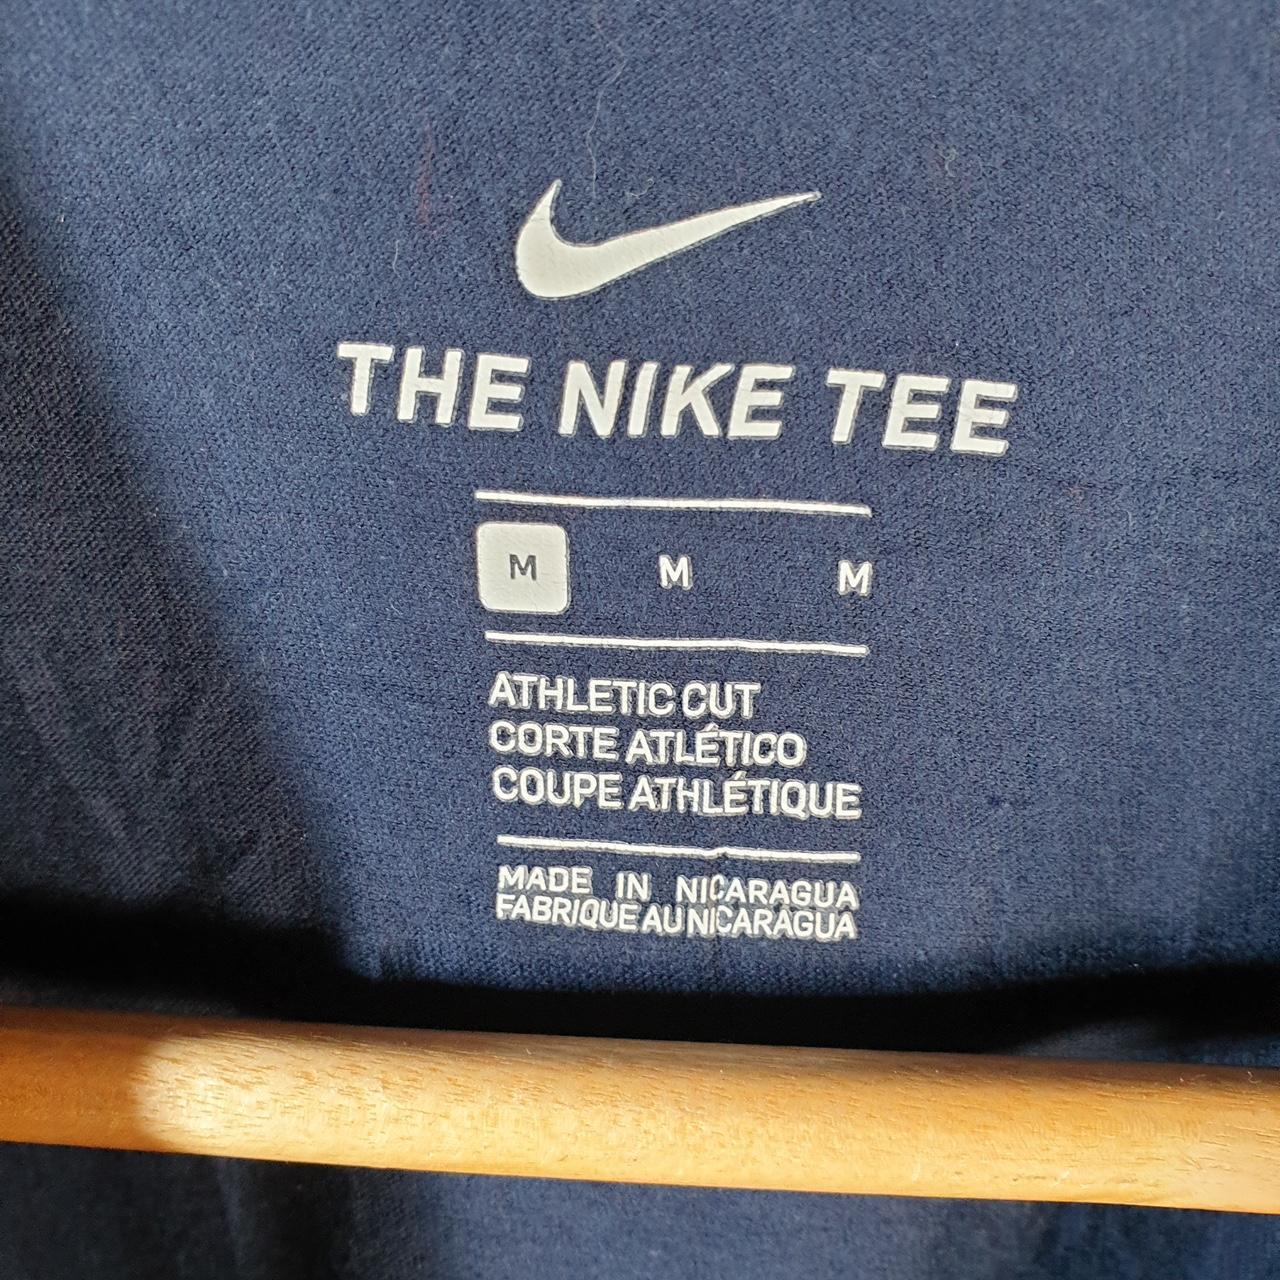 THE NIKE TEE
M M M
ATHLETIC CUT
CORTE ATLÉTICO
COUPE ATHLÉTIQUE
MADE IN NICARAGUA
FABRIQUE AU NICARAGUA